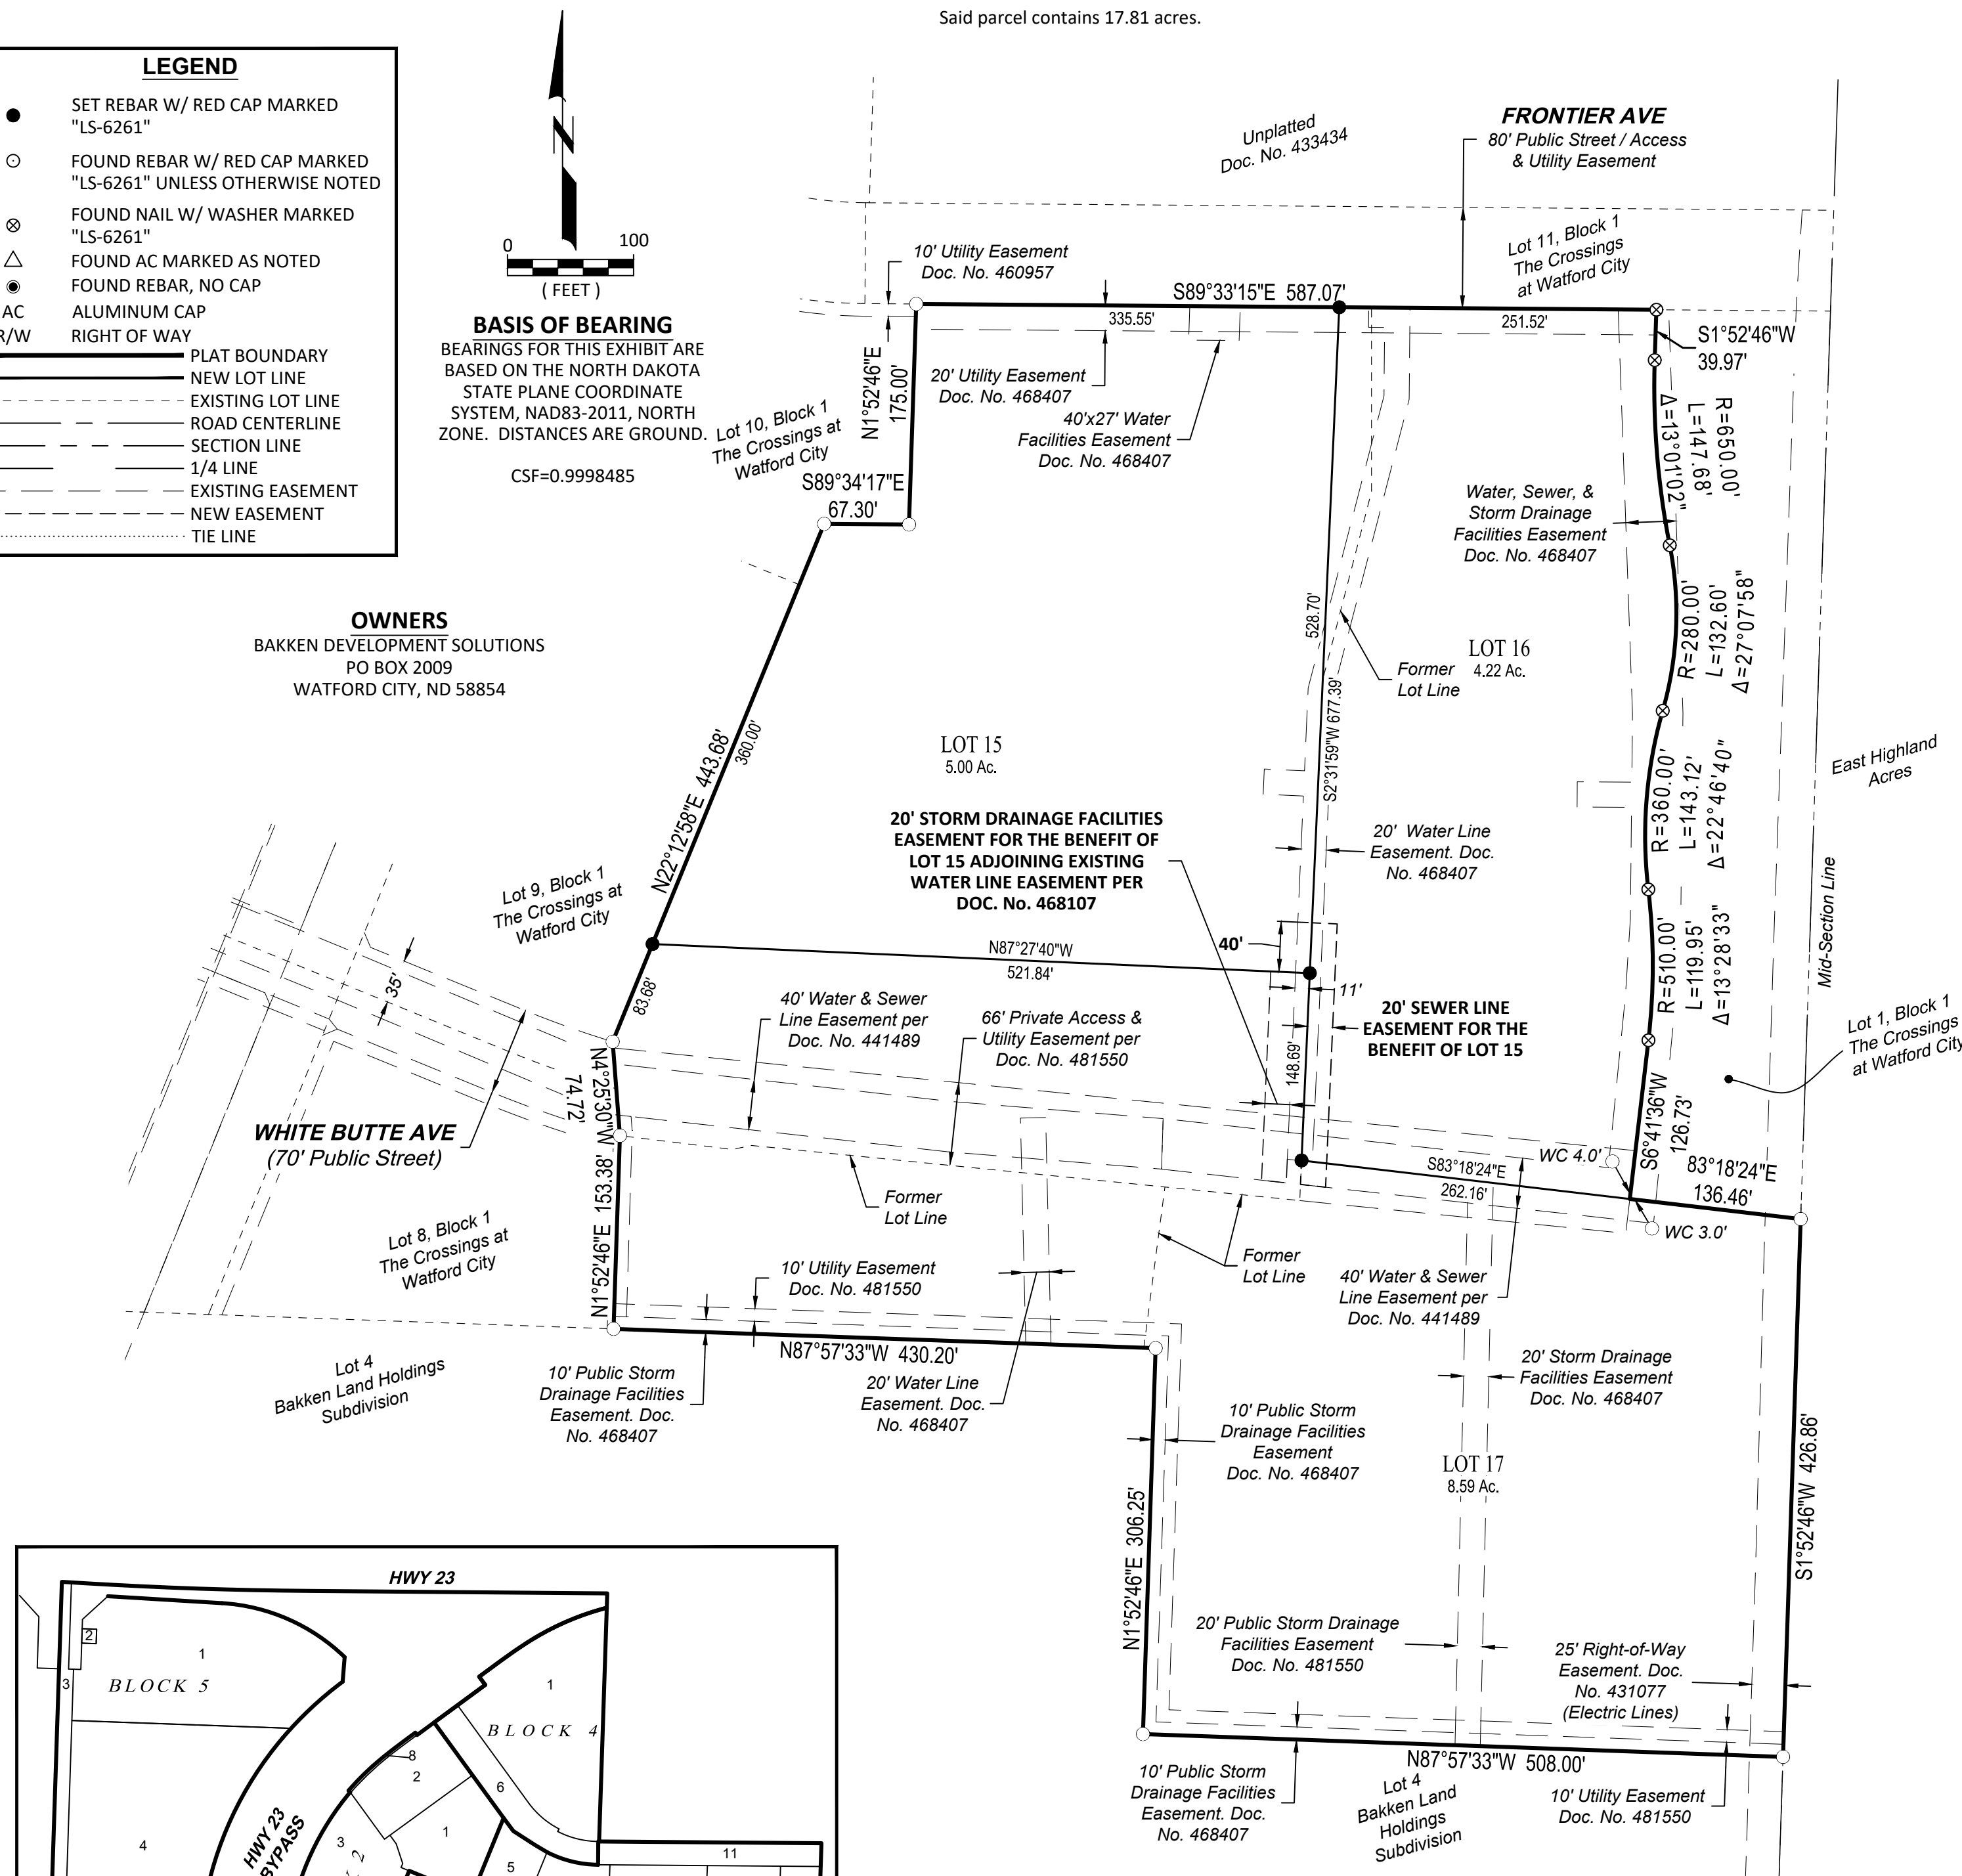 Said parcel contains 17.81 acres.
LEGEND
SET REBAR W/ RED CAP MARKED
"LS-6261"
FOUND REBAR W/ RED CAP MARKED
"LS-6261" UNLESS OTHERWISE NOTED
FOUND NAIL W/ WASHER MARKED
"LS-6261"
FOUND AC MARKED AS NOTED
FOUND REBAR, NO CAP
AC ALUMINUM CAP
R/W RIGHT OF WAY
PLAT BOUNDARY
NEW LOT LINE
EXISTING LOT LINE
ROAD CENTERLINE
SECTION LINE
1/4 LINE
EXISTING EASEMENT
NEW EASEMENT
TIE LINE
N
0 100
( FEET )
BASIS OF BEARING
BEARINGS FOR THIS EXHIBIT ARE
BASED ON THE NORTH DAKOTA
STATE PLANE COORDINATE
SYSTEM, NAD83-2011, NORTH
ZONE. DISTANCES ARE GROUND.
CSF=0.9998485
OWNERS
BAKKEN DEVELOPMENT SOLUTIONS
PO BOX 2009
WATFORD CITY, ND 58854
Unplatted
Doc. No. 433434
FRONTIER AVE
80' Public Street / Access
& Utility Easement
Lot 11, Block 1
The Crossings
at Watford City
10' Utility Easement
Doc. No. 460957
S89°33'15"E 587.07'
335.55'
251.52'
S1°52'46"W
39.97'
N1°52'46"E
175.00'
20' Utility Easement
Doc. No. 468407
40'x27' Water
Facilities Easement
Doc. No. 468407
Lot 10, Block 1
The Crossings at
Watford City
S89°34'17"E
67.30'
R=650.00'
L=147.68'
Δ=13°01'02"
Water, Sewer, &
Storm Drainage
Facilities Easement
Doc. No. 468407
R=280.00'
L=132.60'
Δ=27°07'58"
528.70'
S2°31'59"W 677.39'
LOT 16
4.22 Ac.
Former
Lot Line
N22°12'58"E 443.68'
360.00'
LOT 15
5.00 Ac.
R=360.00'
L=143.12'
Δ=22°46'40"
East Highland
Acres
20' STORM DRAINAGE FACILITIES
EASEMENT FOR THE BENEFIT OF
LOT 15 ADJOINING EXISTING
WATER LINE EASEMENT PER
DOC. No. 468107
20' Water Line
Easement. Doc.
No. 468407
Lot 9, Block 1
The Crossings at
Watford City
Mid-Section Line
R=510.00'
L=119.95'
Δ=13°28'33"
N87°27'40"W
521.84'
40'
11'
83.68'
35'
40' Water & Sewer
Line Easement per
Doc. No. 441489
66' Private Access &
Utility Easement per
Doc. No. 481550
20' SEWER LINE
EASEMENT FOR THE
BENEFIT OF LOT 15
148.69'
Lot 1, Block 1
The Crossings
at Watford City
N4°25'30"W
74.72'
WHITE BUTTE AVE
(70' Public Street)
S6°41'36"W
126.73'
WC 4.0'
S83°18'24"E
262.16'
83°18'24"E
136.46'
WC 3.0'
N1°52'46"E 153.38'
Former
Lot Line
Lot 8, Block 1
The Crossings at
Watford City
10' Utility Easement
Doc. No. 481550
Former
Lot Line
40' Water & Sewer
Line Easement per
Doc. No. 441489
N87°57'33"W 430.20'
Lot 4
Bakken Land Holdings
Subdivision
10' Public Storm
Drainage Facilities
Easement. Doc.
No. 468407
20' Water Line
Easement. Doc.
No. 468407
20' Storm Drainage
Facilities Easement
Doc. No. 468407
10' Public Storm
Drainage Facilities
Easement
Doc. No. 468407
LOT 17
8.59 Ac.
S1°52'46"W 426.86'
N1°52'46"E 306.25'
20' Public Storm Drainage
Facilities Easement
Doc. No. 481550
25' Right-of-Way
Easement. Doc.
No. 431077
(Electric Lines)
N87°57'33"W 508.00'
10' Public Storm
Drainage Facilities
Easement. Doc.
No. 468407
Lot 4
Bakken Land
Holdings
Subdivision
10' Utility Easement
Doc. No. 481550
HWY 23
2
1
BLOCK 5
3
1
BLOCK 4
8
2
6
HWY 23
BYPASS
4
3
1
5
11
2